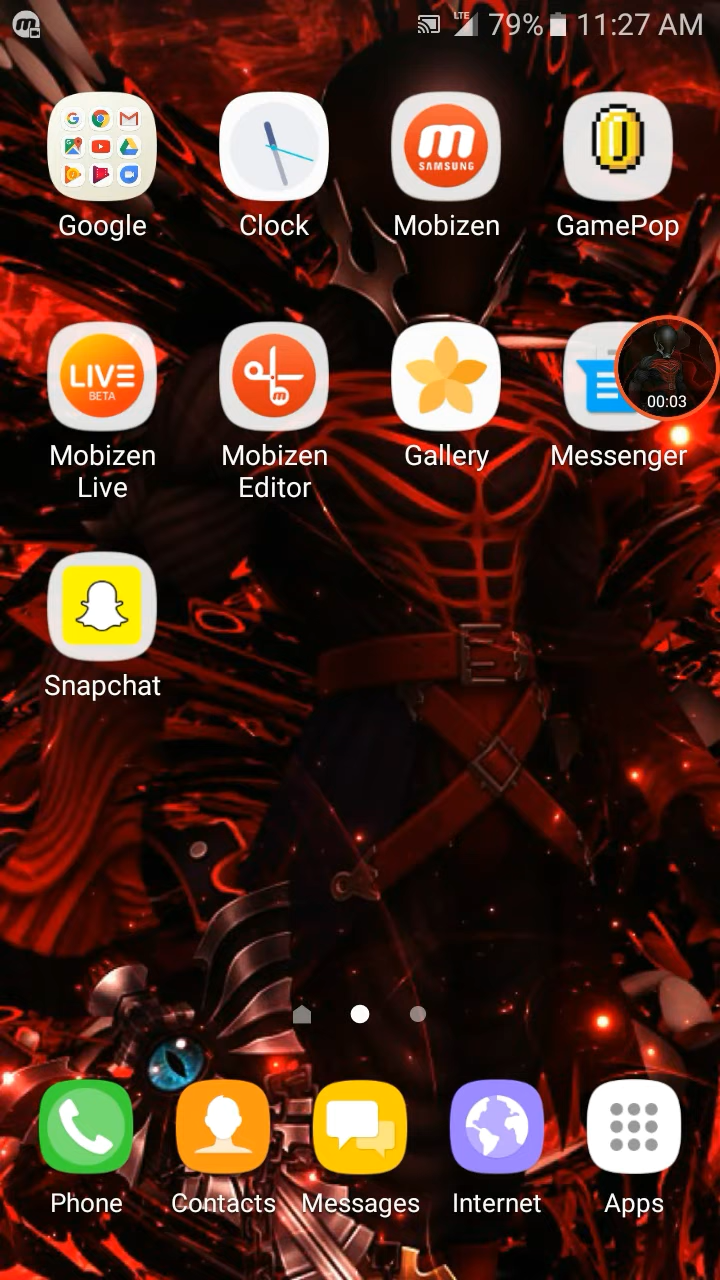 LTE 79% 11:27 AM
m SAMSUNG
Google Clock Mobizen GamePop
LIVE BETA
m
00:03
Mobizen Live
Mobizen Editor
Gallery
Messenger
Snapchat
Phone Contacts Messages Internet Apps